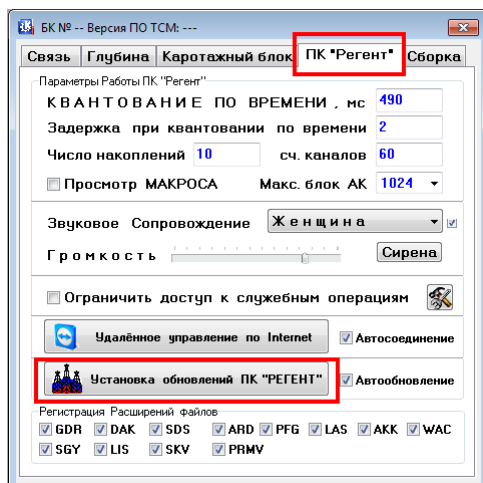 БК № -- Версия ПО ТСМ: ---
Связь Глубина Каротажный блок ПК "Регент" Сборка
Параметры Работы ПК "Регент"
КВАНТОВАНИЕ ПО ВРЕМЕНИ, мс 490
Задержка при квантовании по времени 2
Число накоплений 10 сч. каналов 60
Просмотр МАКРОСА Макс. блок АК 1024
Звуковое Сопровождение Женщина
Громкость Сирена
Ограничить доступ к служебным операциям
Удалённое управление по Internet Автосоединение
Установка обновлений ПК "РЕГЕНТ" Автообновление
Регистрация Расширений файлов
GDR DAK SDS ARD PFG LAS AKK WAC
SGY LIS SKV PRMV